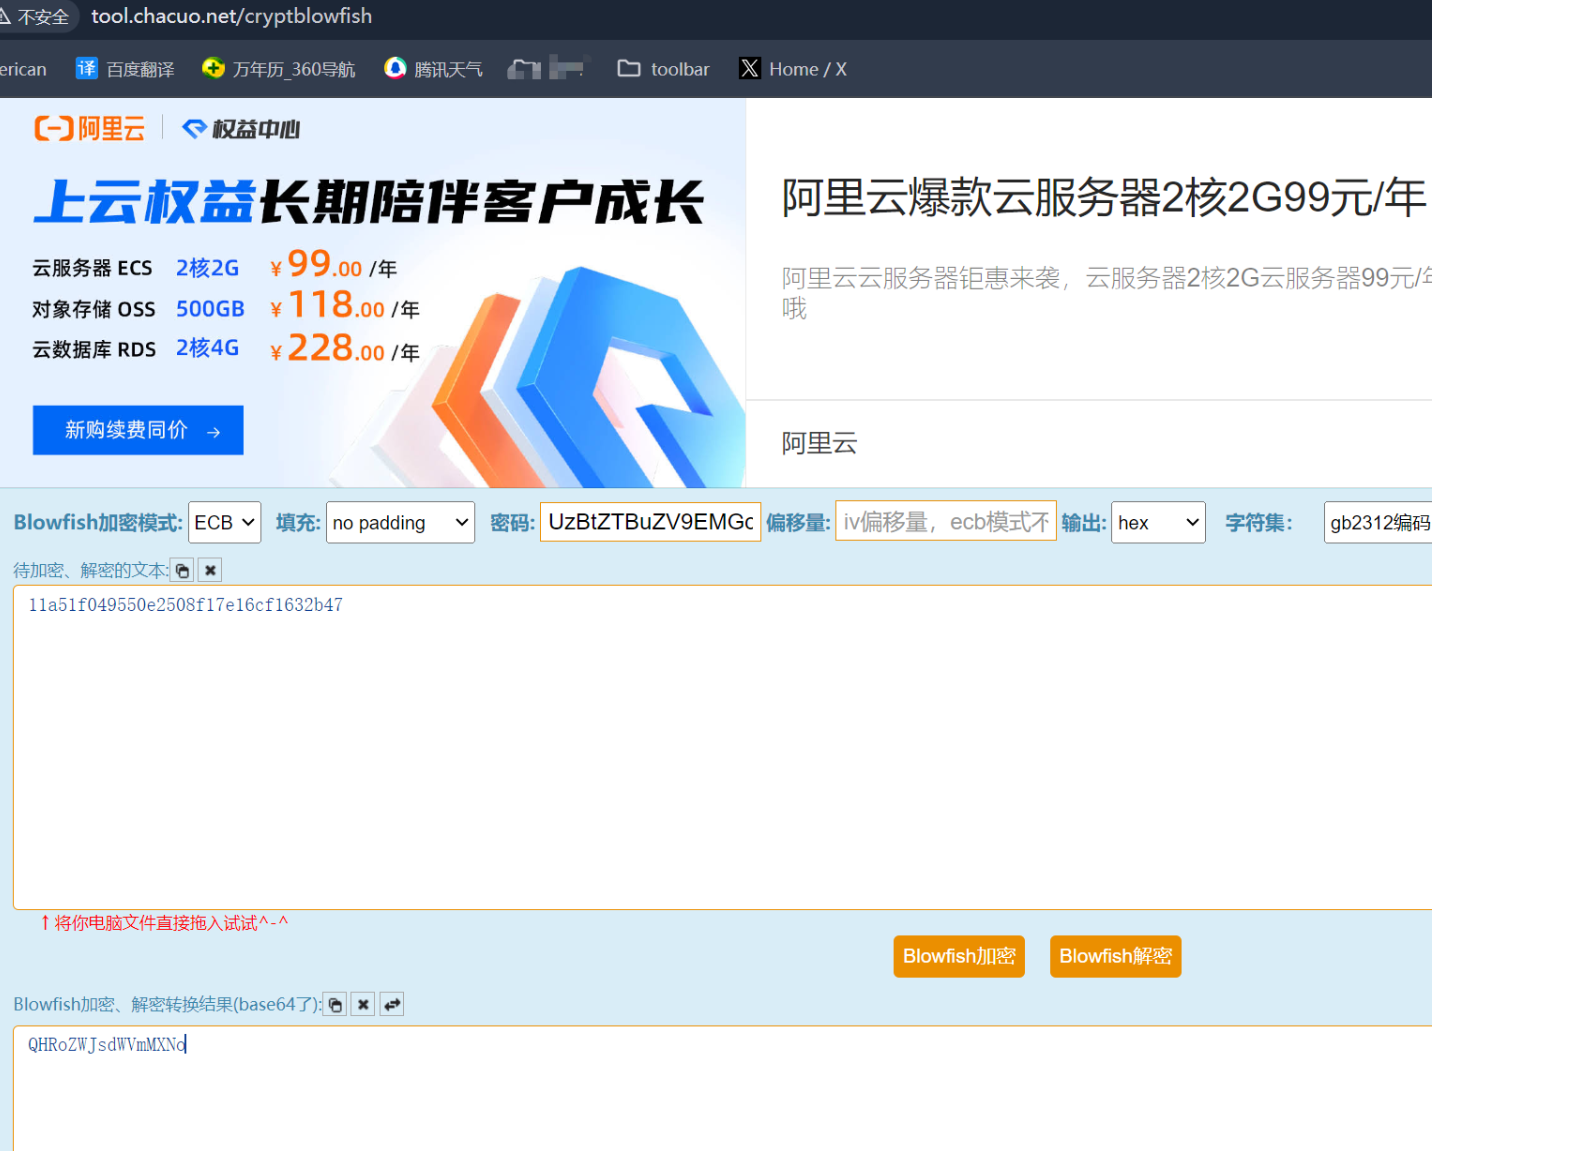 不安全 tool.chacuo.net/cryptblowfish
erican 百度翻译 万年历_360导航 腾讯天气 toolbar Home / X
阿里云 权益中心
上云权益长期陪伴客户成长
云服务器 ECS 2核2G ¥99.00 /年
对象存储 OSS 500GB ¥118.00 /年
云数据库 RDS 2核4G ¥228.00 /年
新购续费同价 →
阿里云爆款云服务器2核2G99元/年
阿里云云服务器钜惠来袭，云服务器2核2G云服务器99元/年
哦
阿里云
Blowfish加密模式: ECB 填充: no padding 密码: UzBtZTBuZV9EMGc 偏移量: iv偏移量，ecb模式不 输出: hex 字符集： gb2312编码
待加密、解密的文本:
11a51f049550e2508f17e16cf1632b47
↑将你电脑文件直接拖入试试^-^
Blowfish加密 Blowfish解密
Blowfish加密、解密转换结果(base64了):
QHRoZWJsdWVmMXNo